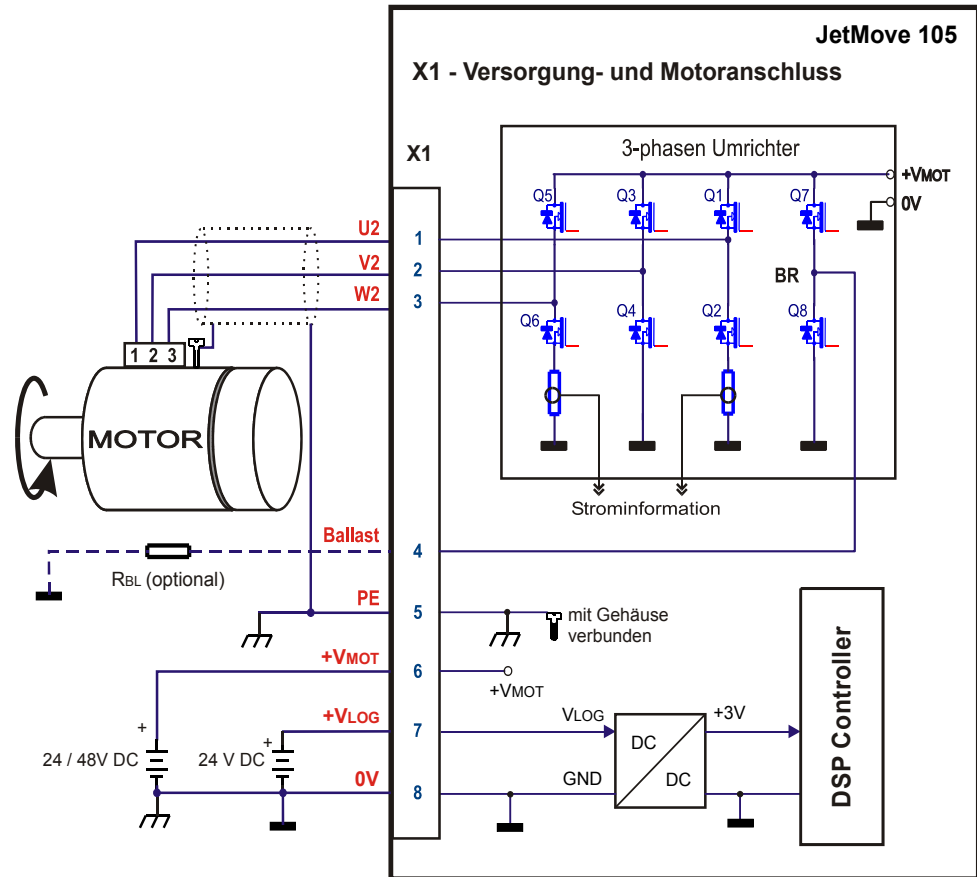 JetMove 105
X1 - Versorgung- und Motoranschluss
3-phasen Umrichter
X1
+VMOT
0V
Q5
Q3
Q1
Q7
U2
1
V2
2
W2
3
BR
Q6
Q4
Q2
Q8
1 2 3
MOTOR
Strominformation
Ballast
4
RBL (optional)
PE
5
mit Gehäuse
verbunden
+VMOT
6
+VMOT
+VLOG
7
VLOG
+3V
+
24 / 48V DC
+
24 V DC
DC
DC
0V
8
GND
DSP Controller